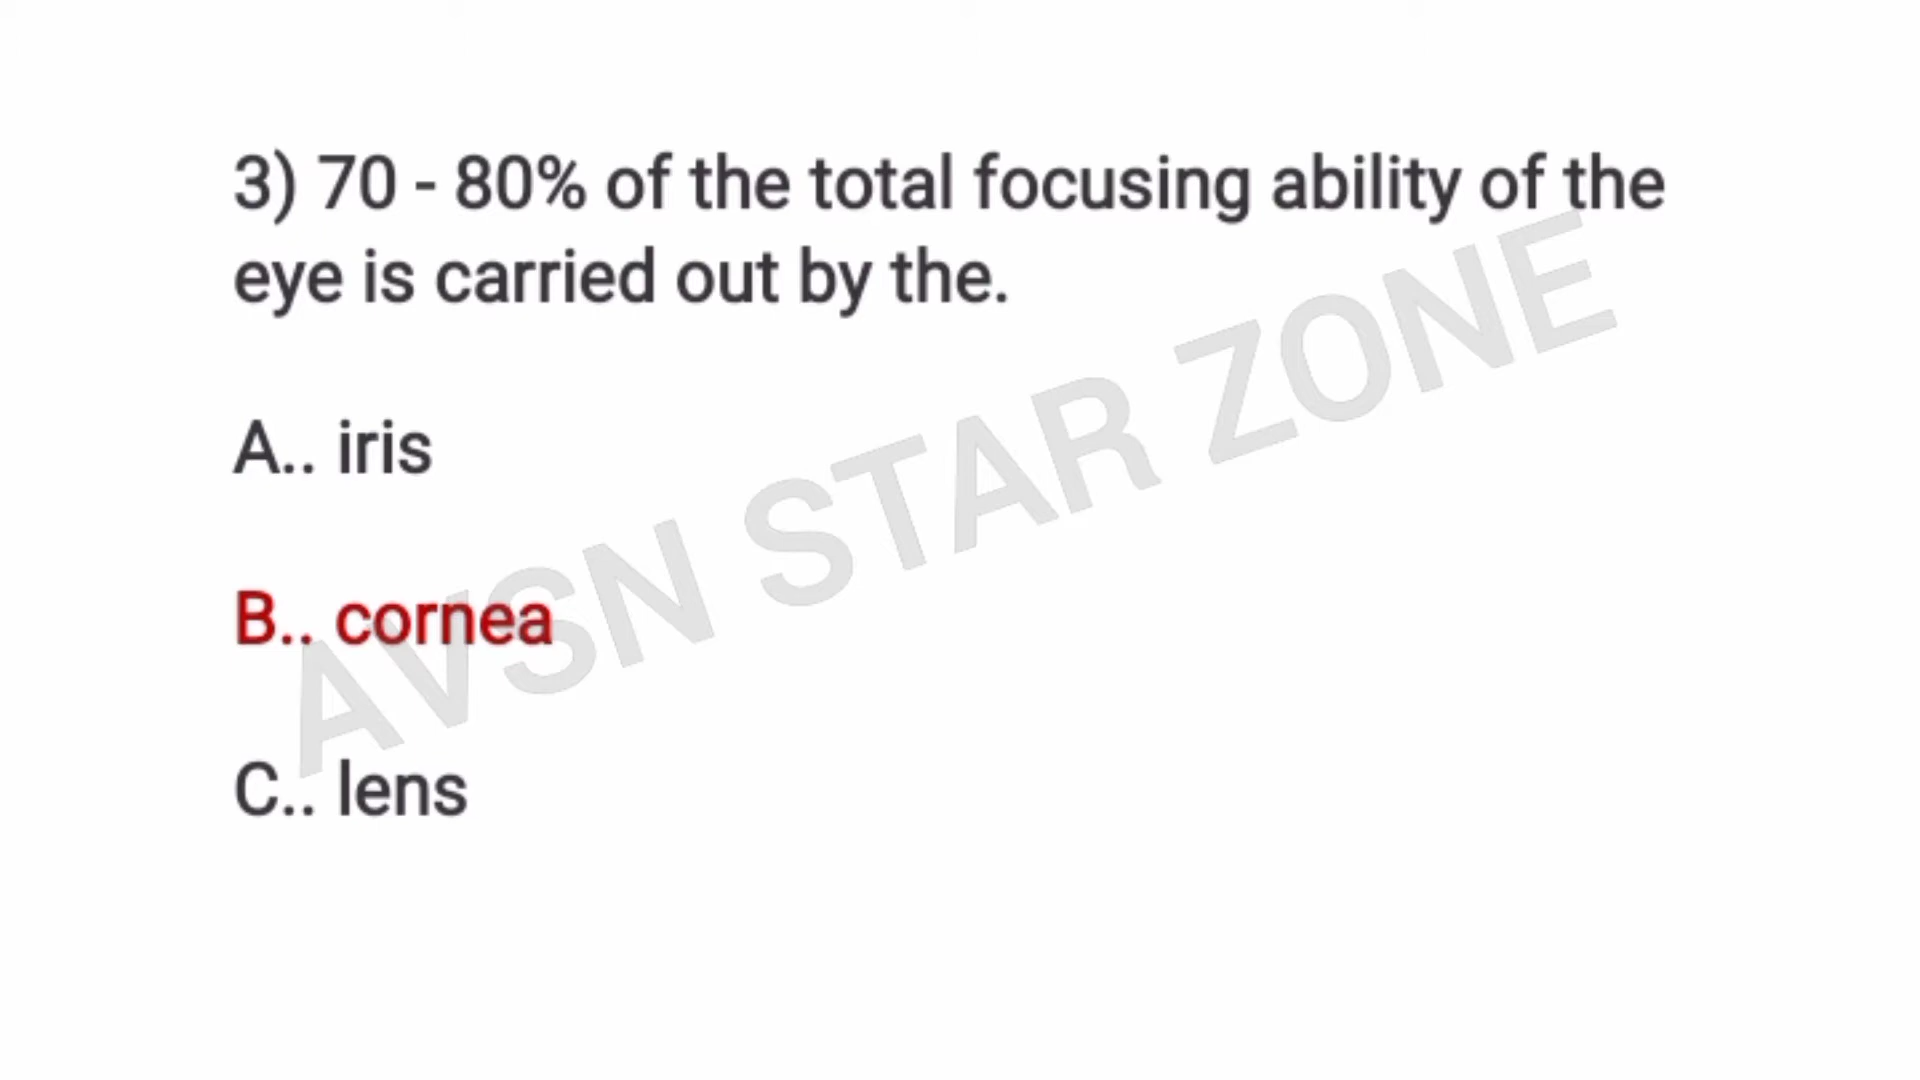 3) 70 - 80% of the total focusing ability of the
eye is carried out by the.
A.. iris
B.. cornea
C.. lens
AVSN STAR ZONE